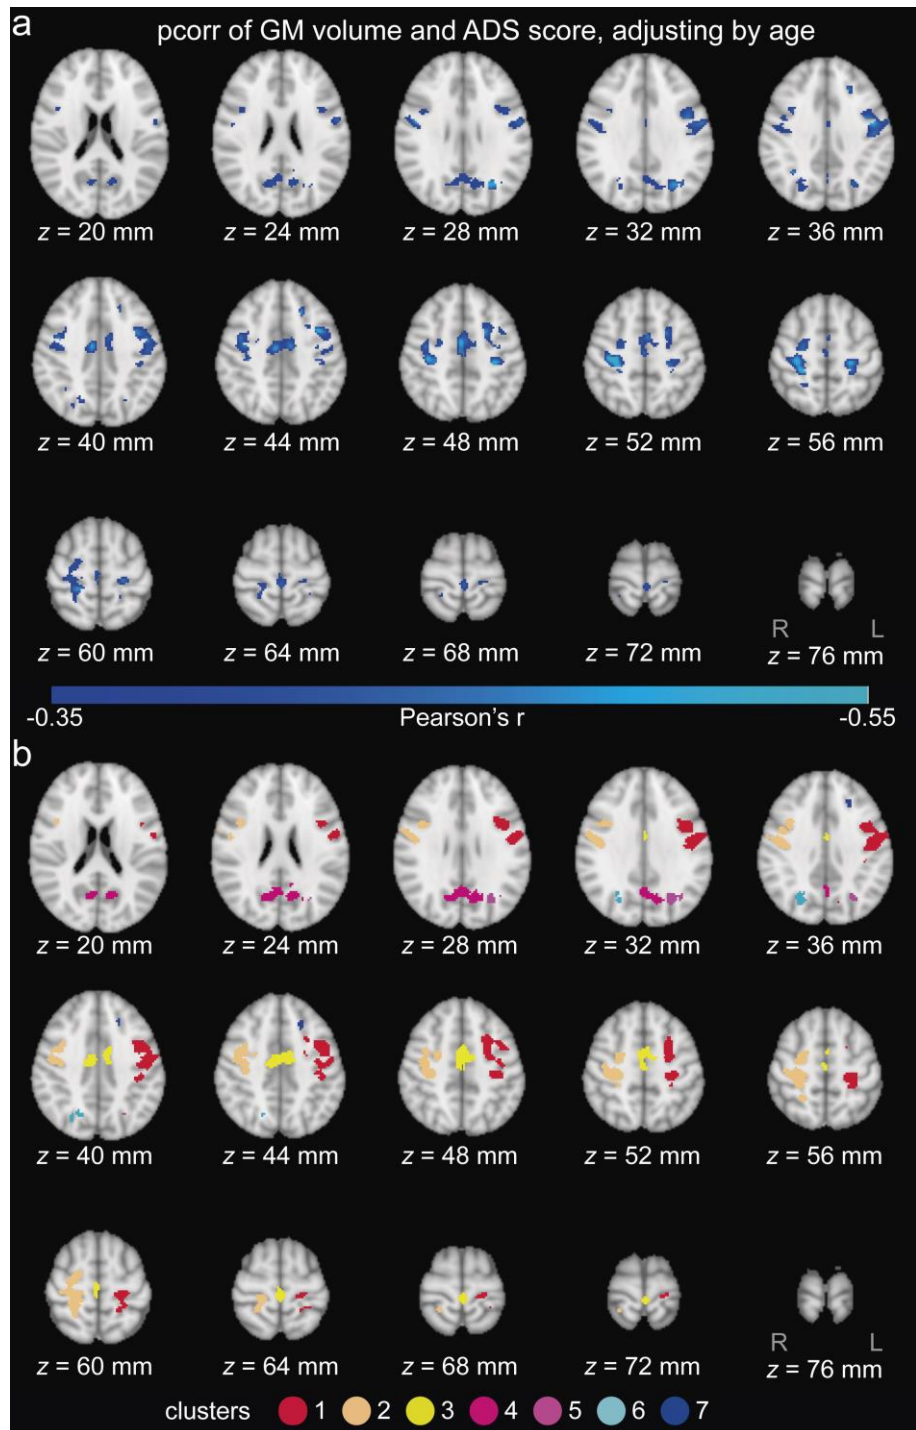 a
pcorr of GM volume and ADS score, adjusting by age
z = 20 mm z = 24 mm z = 28 mm z = 32 mm z = 36 mm
z = 40 mm z = 44 mm z = 48 mm z = 52 mm z = 56 mm
R L
z = 60 mm z = 64 mm z = 68 mm z = 72 mm z = 76 mm
-0.35 Pearson's r -0.55
b
z = 20 mm z = 24 mm z = 28 mm z = 32 mm z = 36 mm
z = 40 mm z = 44 mm z = 48 mm z = 52 mm z = 56 mm
R L
z = 60 mm z = 64 mm z = 68 mm z = 72 mm z = 76 mm
clusters 1 2 3 4 5 6 7